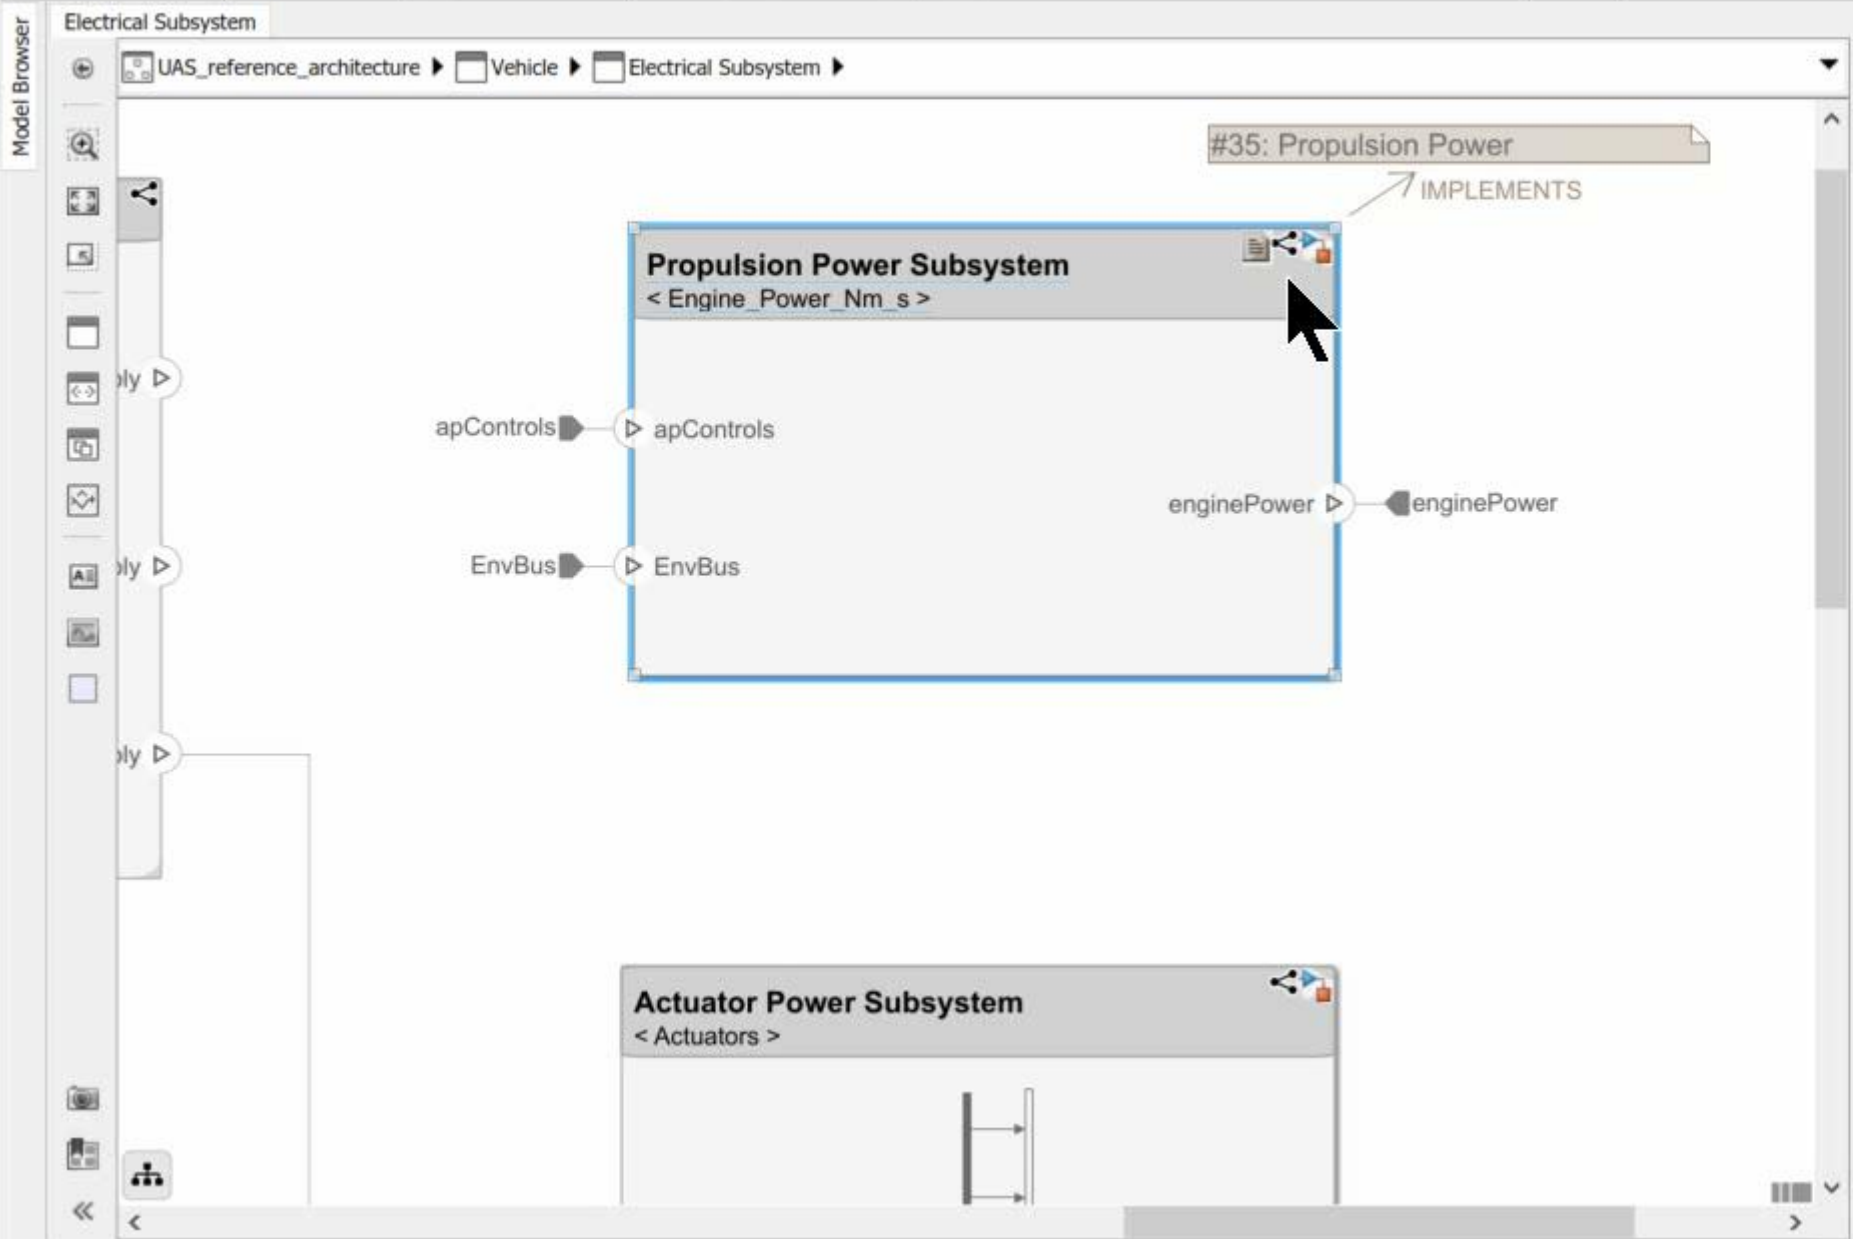 Model Browser
Electrical Subsystem
UAS_reference_architecture Vehicle Electrical Subsystem
#35: Propulsion Power
IMPLEMENTS
Propulsion Power Subsystem
< Engine_Power_Nm_s >
apControls apControls
enginePower enginePower
EnvBus EnvBus
Actuator Power Subsystem
< Actuators >